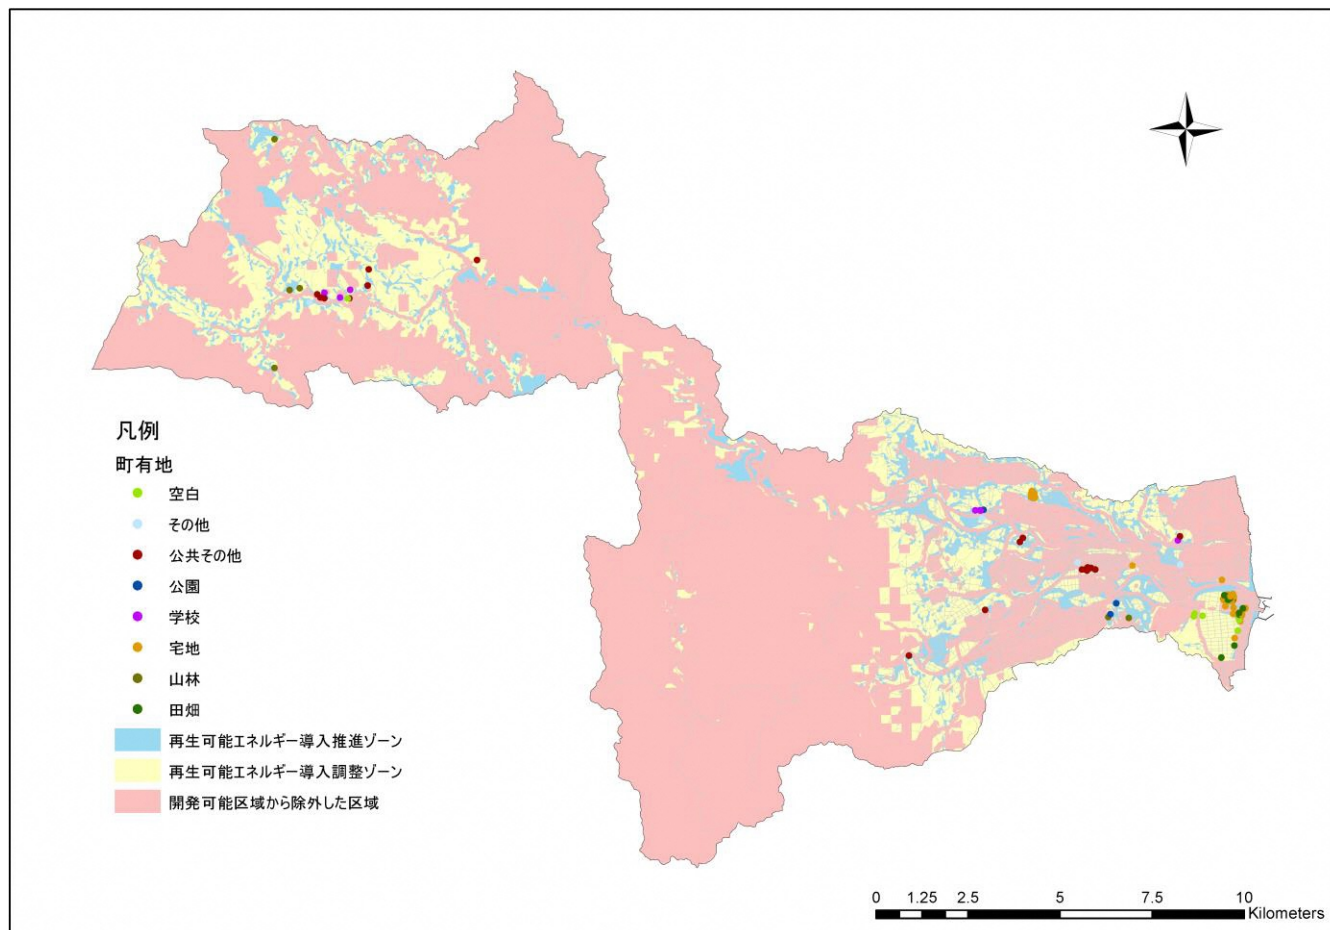 凡例
町有地
空白
その他
公共その他
公園
学校
宅地
山林
田畑
再生可能エネルギー導入推進ゾーン
再生可能エネルギー導入調整ゾーン
開発可能区域から除外した区域
0 1.25 2.5 5 7.5 10
Kilometers